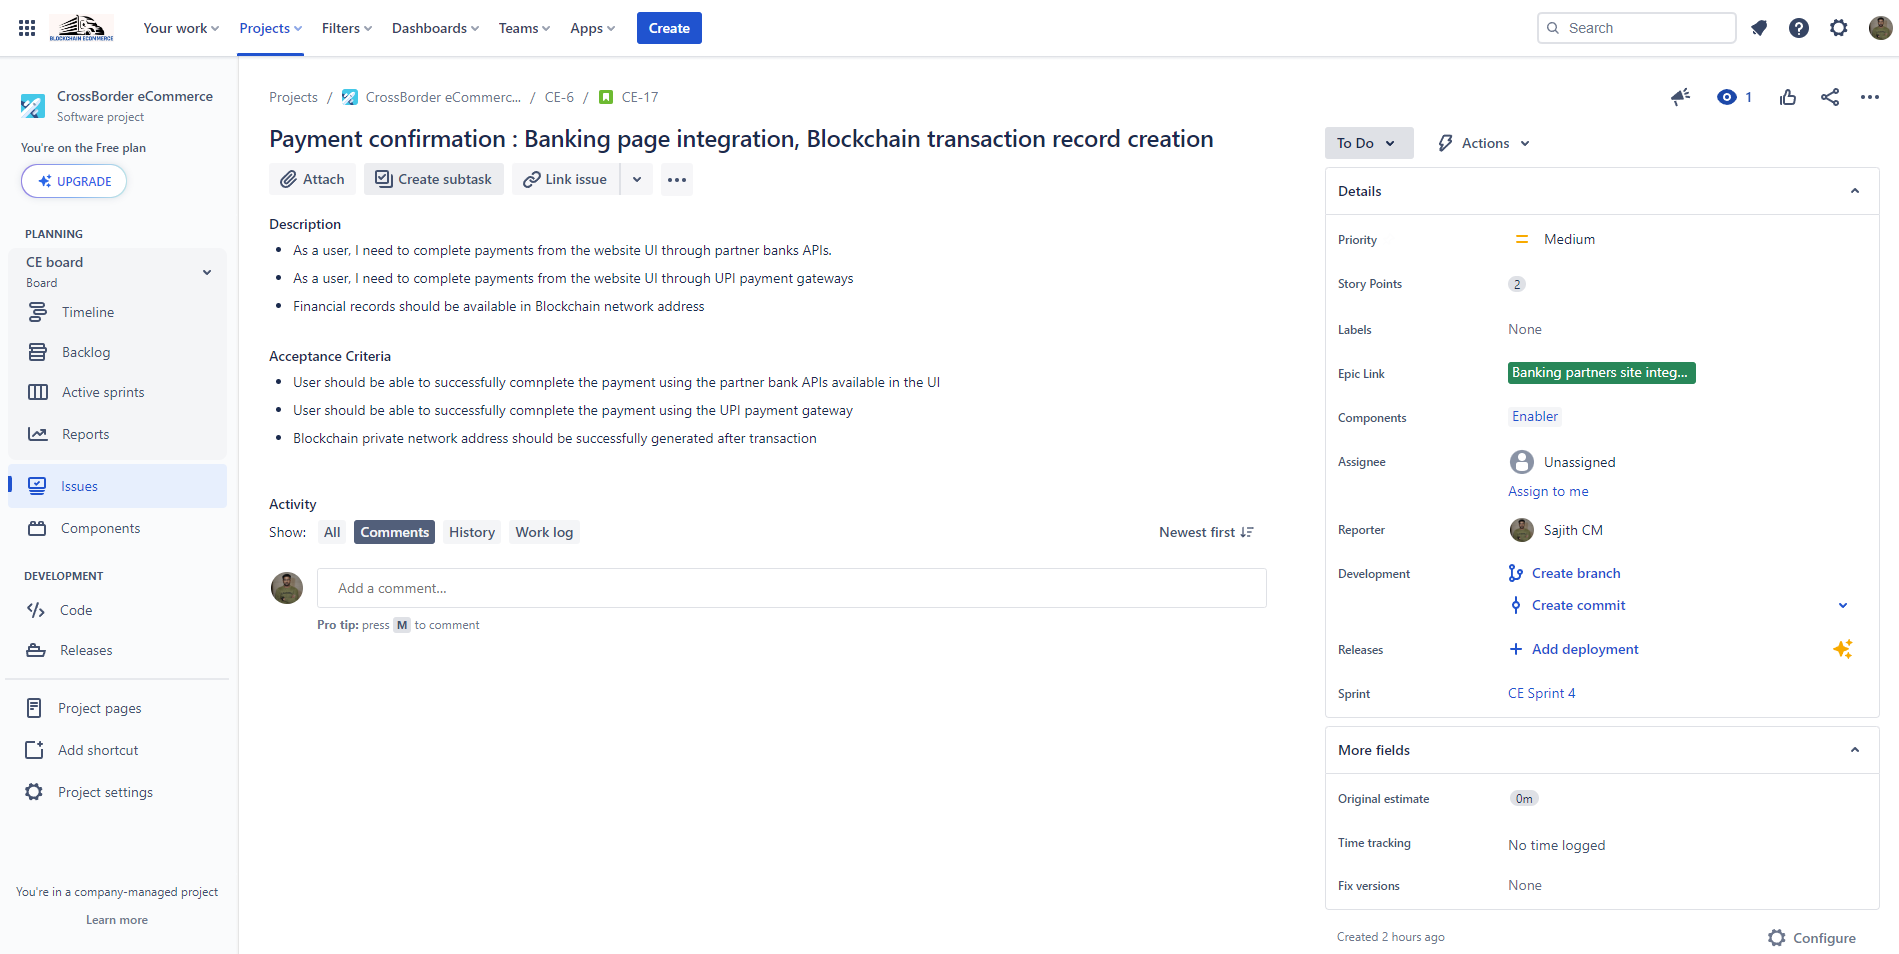 BLOCKCHAIN ECOMMERCE
Your work
Projects
Filters
Dashboards
Teams
Apps
Create
Search
CrossBorder eCommerce
Software project
You're on the Free plan
UPGRADE
PLANNING
CE board
Board
Timeline
Backlog
Active sprints
Reports
Issues
Components
DEVELOPMENT
Code
Releases
Project pages
Add shortcut
Project settings
You're in a company-managed project
Learn more
Projects / CrossBorder eCommerc... / CE-6 / CE-17
1
Payment confirmation : Banking page integration, Blockchain transaction record creation
Attach
Create subtask
Link issue
Description
As a user, I need to complete payments from the website UI through partner banks APIs.
As a user, I need to complete payments from the website UI through UPI payment gateways
Financial records should be available in Blockchain network address
Acceptance Criteria
User should be able to successfully comnplete the payment using the partner bank APIs available in the UI
User should be able to successfully comnplete the payment using the UPI payment gateway
Blockchain private network address should be successfully generated after transaction
Activity
Show: All Comments History Work log
Newest first
Add a comment...
Pro tip: press M to comment
To Do
Actions
Details
Priority
Medium
Story Points
2
Labels
None
Epic Link
Banking partners site integ...
Components
Enabler
Assignee
Unassigned
Assign to me
Reporter
Sajith CM
Development
Create branch
Create commit
Releases
Add deployment
Sprint
CE Sprint 4
More fields
Original estimate
0m
Time tracking
No time logged
Fix versions
None
Created 2 hours ago
Configure